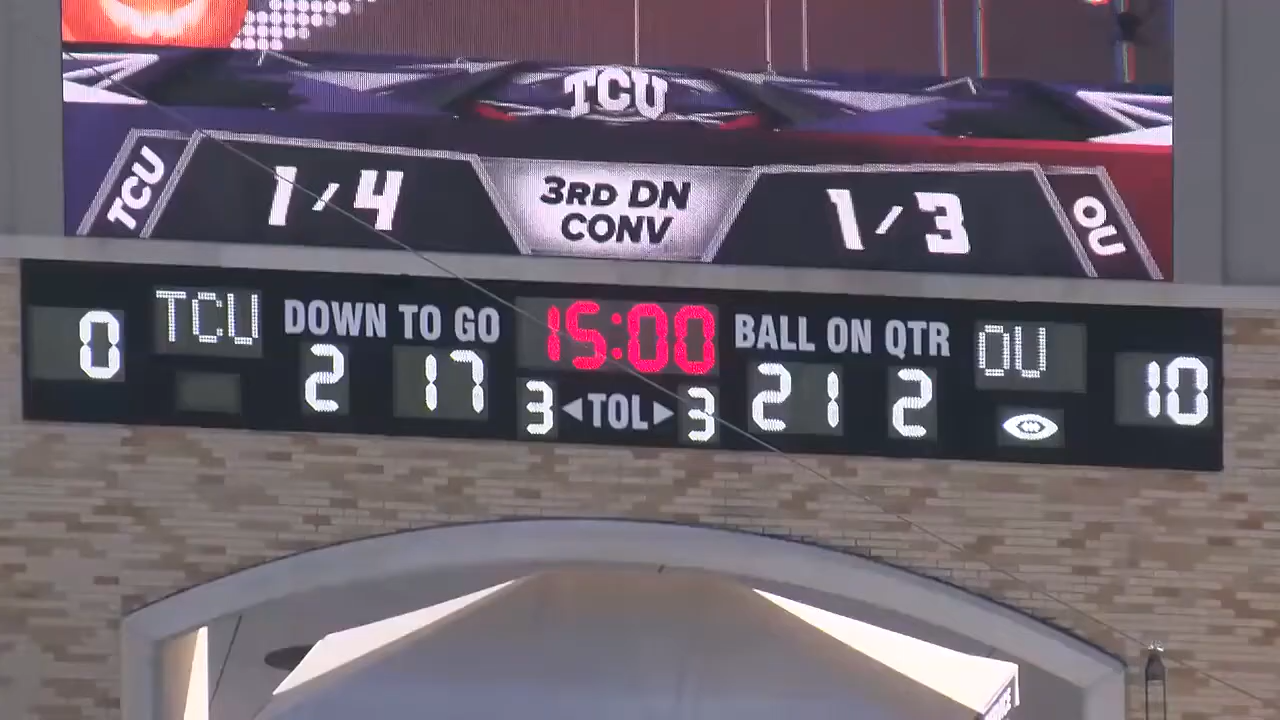 TCU
TCU 1/4 3RD DN CONV 1/3 OU
0 TCU DOWN TO GO 15:00 BALL ON QTR OU 10
2 17 3 ◀TOL▶ 3 21 2